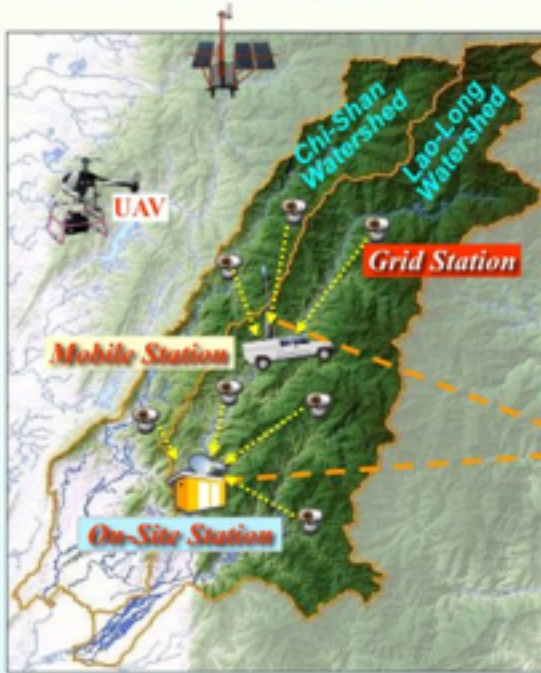 Chi-Shan
Watershed
Lao-Long
Watershed
UAV
Grid Station
Mobile Station
On-Site Station